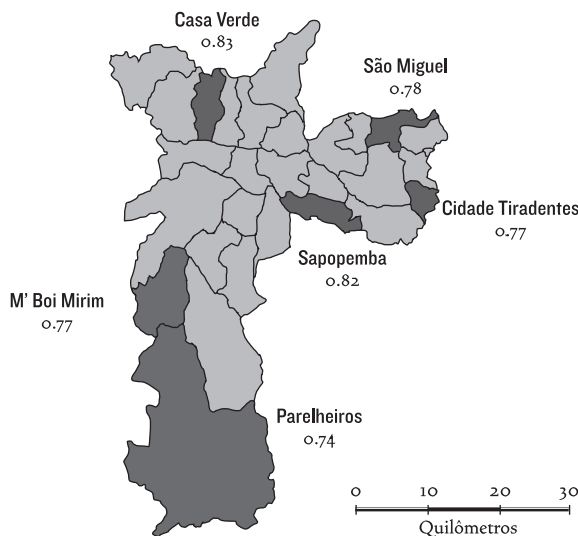 Casa Verde
0.83
São Miguel
0.78
Cidade Tiradentes
0.77
Sapopemba
0.82
M' Boi Mirim
0.77
Parelheiros
0.74
0 10 20 30
Quilômetros